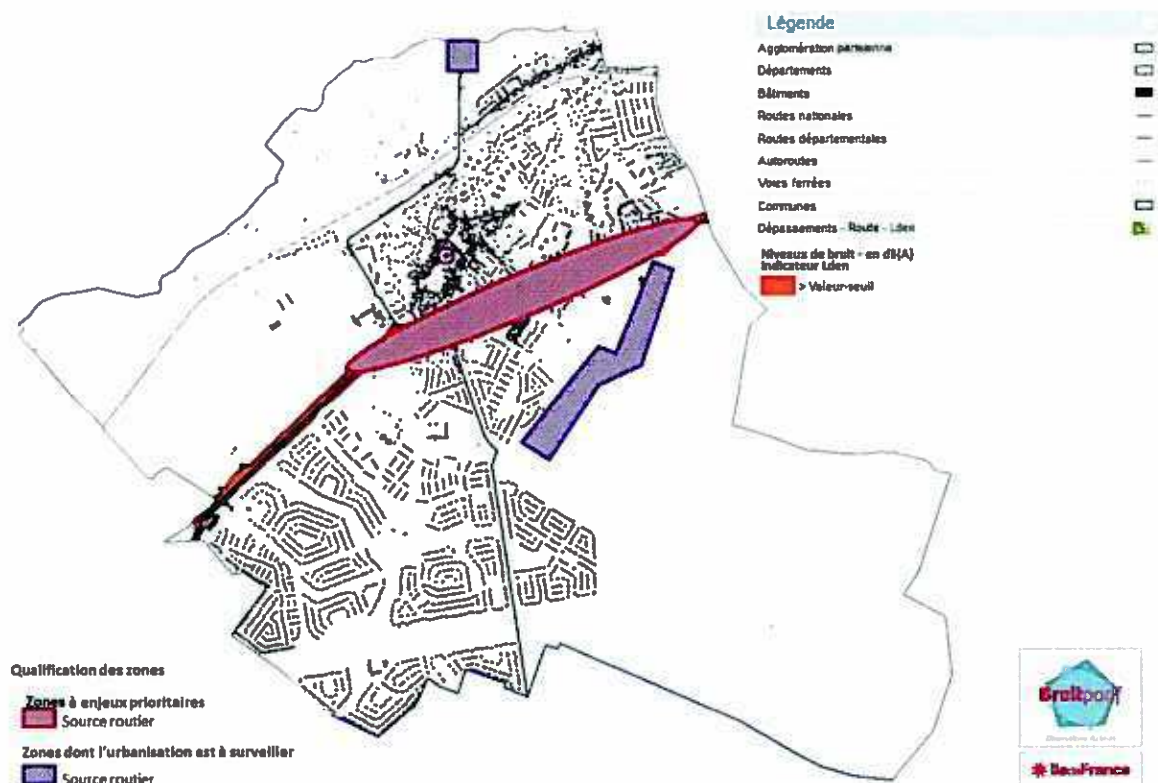 Légende
Agglomération parisienne
Départements
Bâtiments
Routes nationales
Routes départementales
Autoroutes
Voies ferrées
Communes
Dépassements - Route - Lden
Niveaux de bruit - en dB(A)
Indicateur Lden
> Valeur-seuil
Qualification des zones
Zones à enjeux prioritaires
Source routier
Zones dont l'urbanisation est à surveiller
Source routier
Bruitparif
îledeFrance